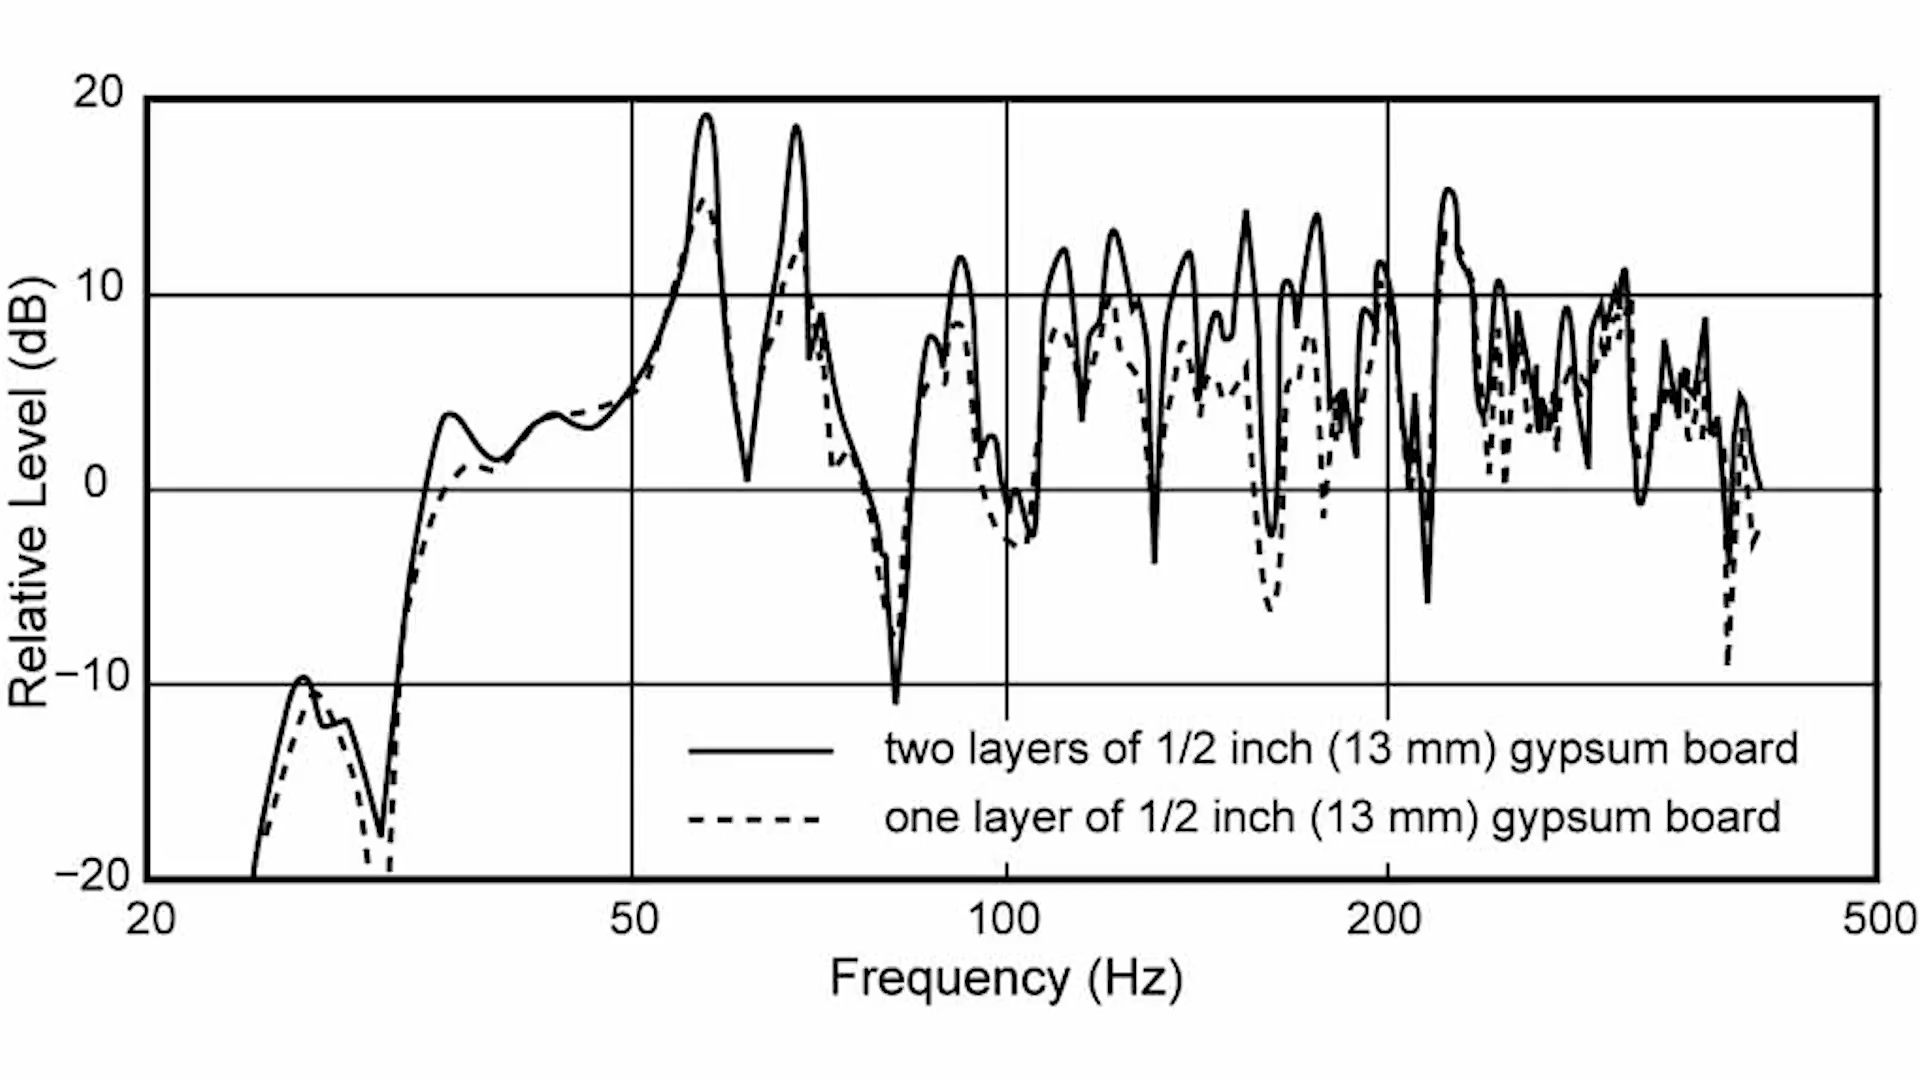 20
10
0
−10
−20
Relative Level (dB)
two layers of 1/2 inch (13 mm) gypsum board
one layer of 1/2 inch (13 mm) gypsum board
20 50 100 200 500
Frequency (Hz)